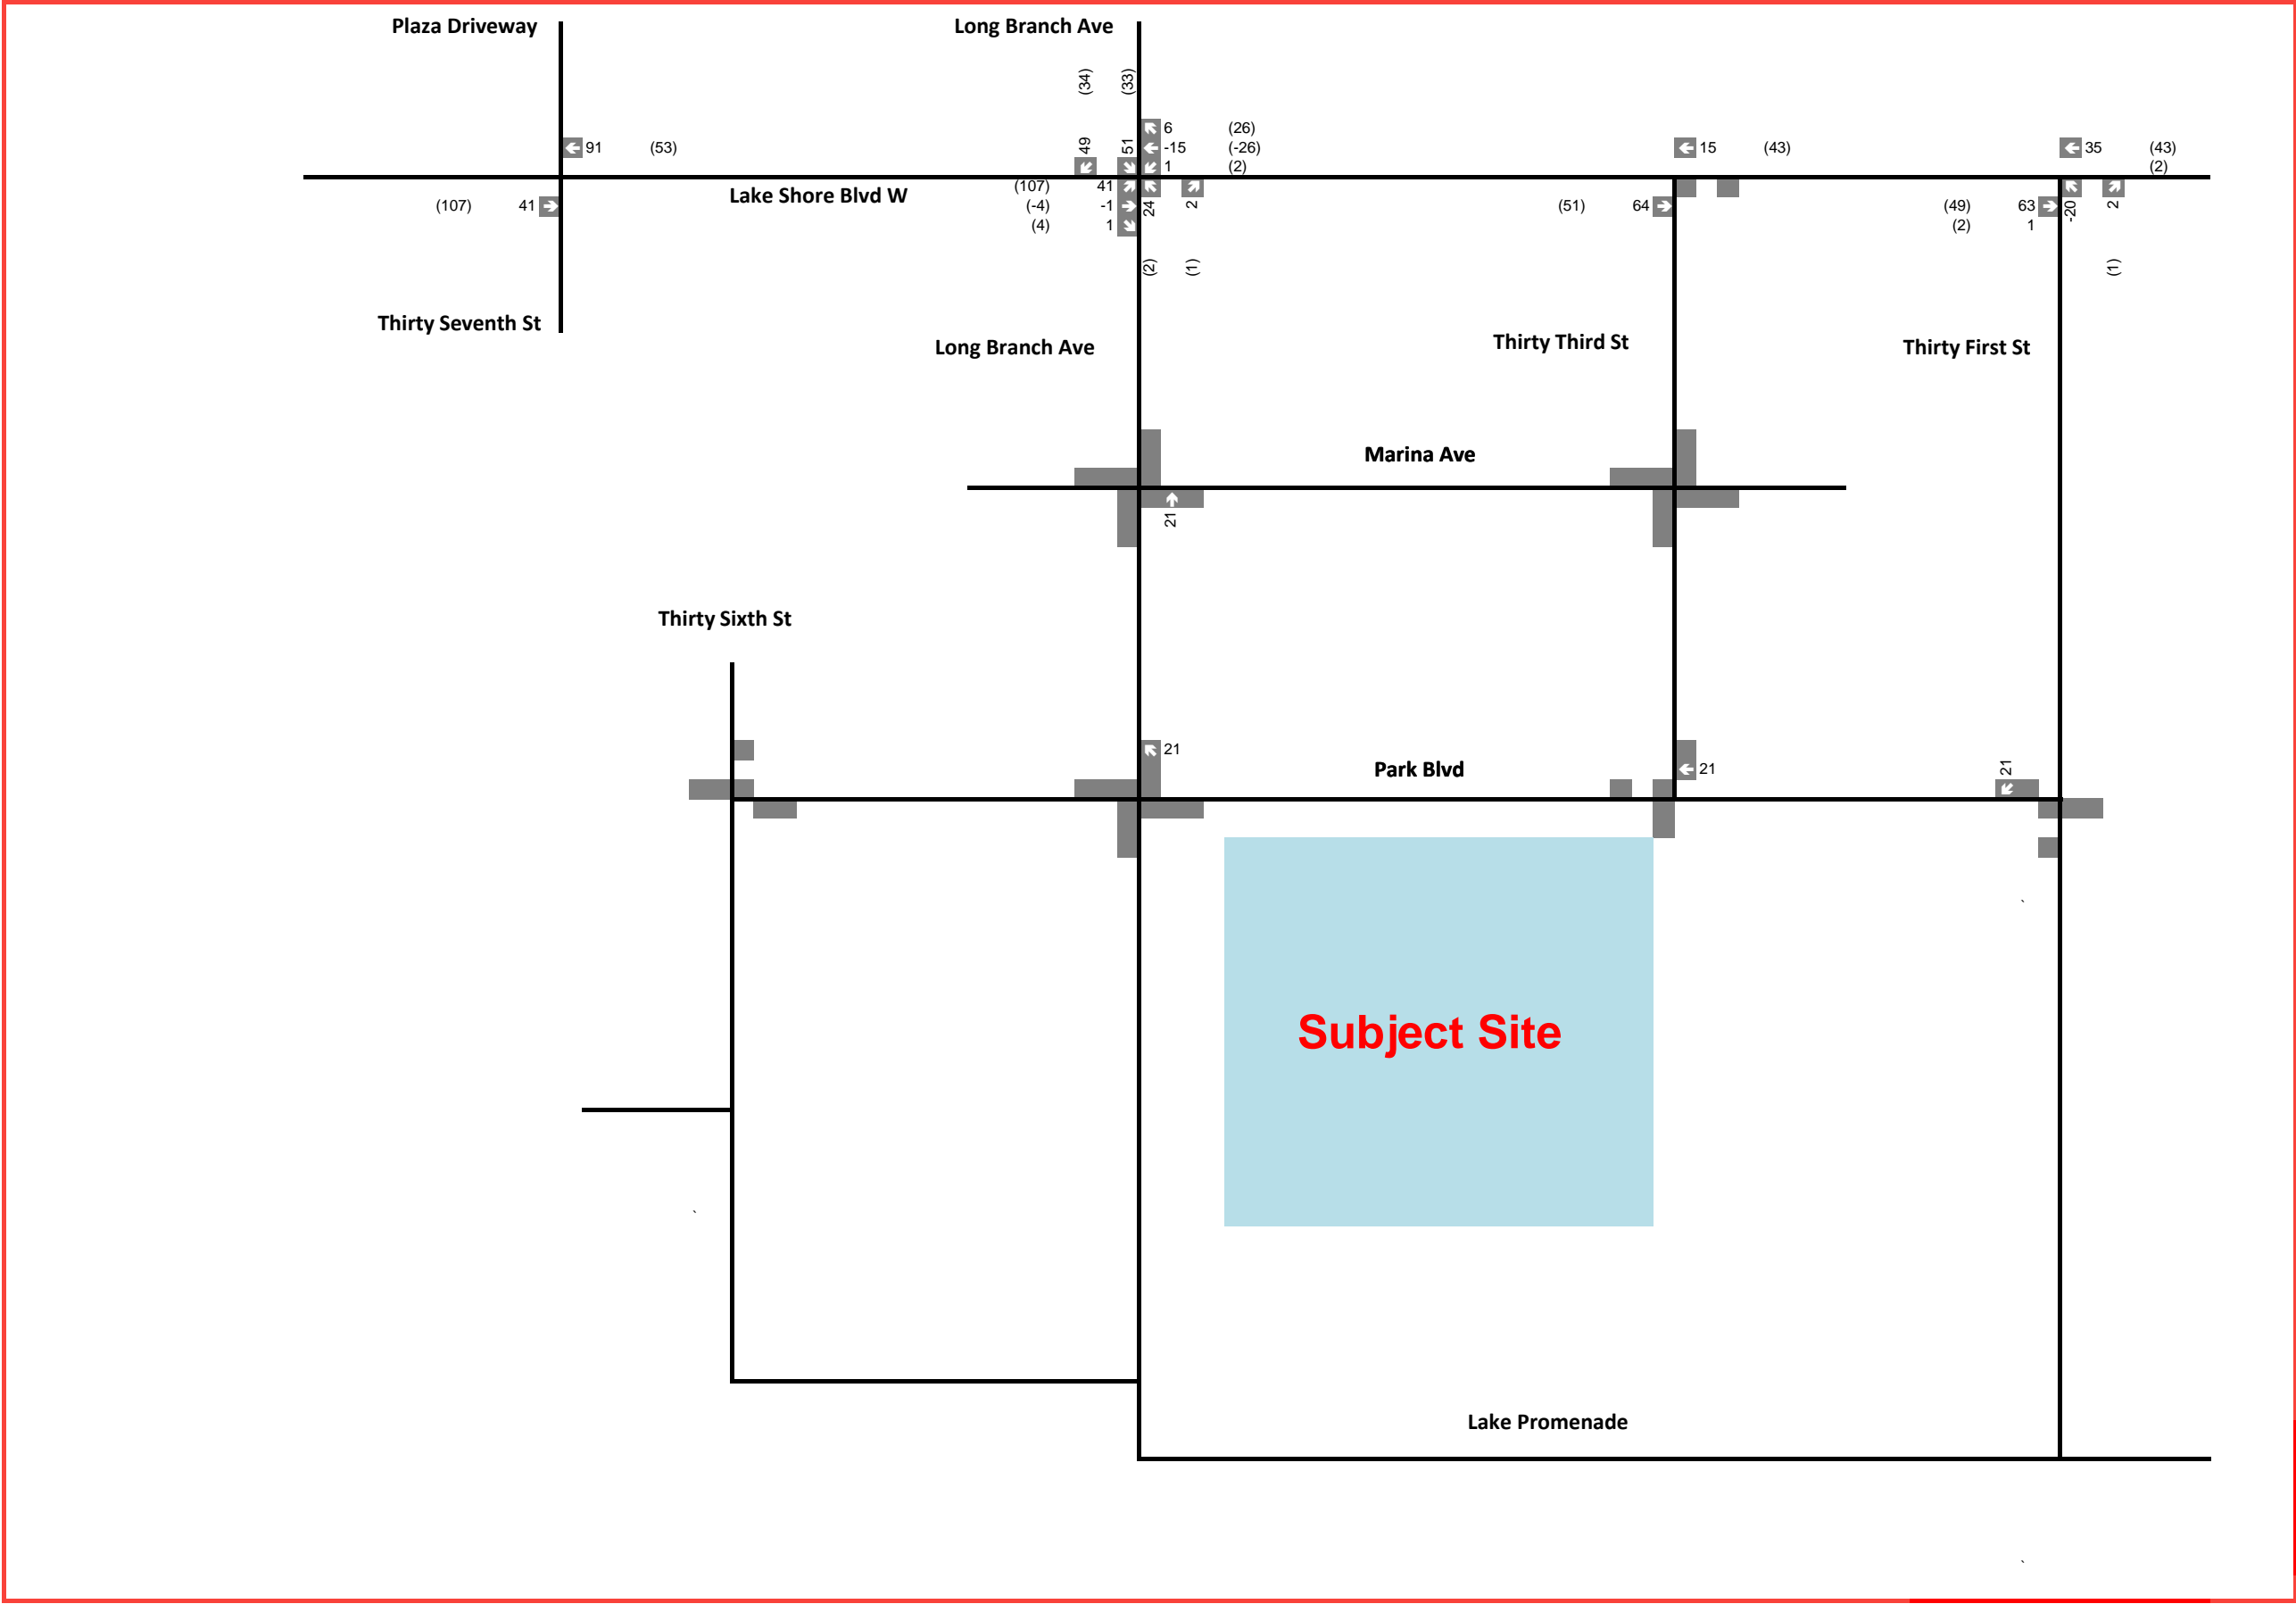 Plaza Driveway
Long Branch Ave
(34) (33)
6 (26)
91 (53)
49 51
-15 (-26)
15 (43)
35 (43)
1 (2)
(2)
Lake Shore Blvd W
(107) 41
(107) 41
(-4) -1
24 2
(51) 64
(49) 63
-20 2
(4) 1
(2) 1
(2) (1)
(1)
Thirty Seventh St
Long Branch Ave
Thirty Third St
Thirty First St
Marina Ave
21
Thirty Sixth St
21
Park Blvd
21
21
`
Subject Site
`
Lake Promenade
`